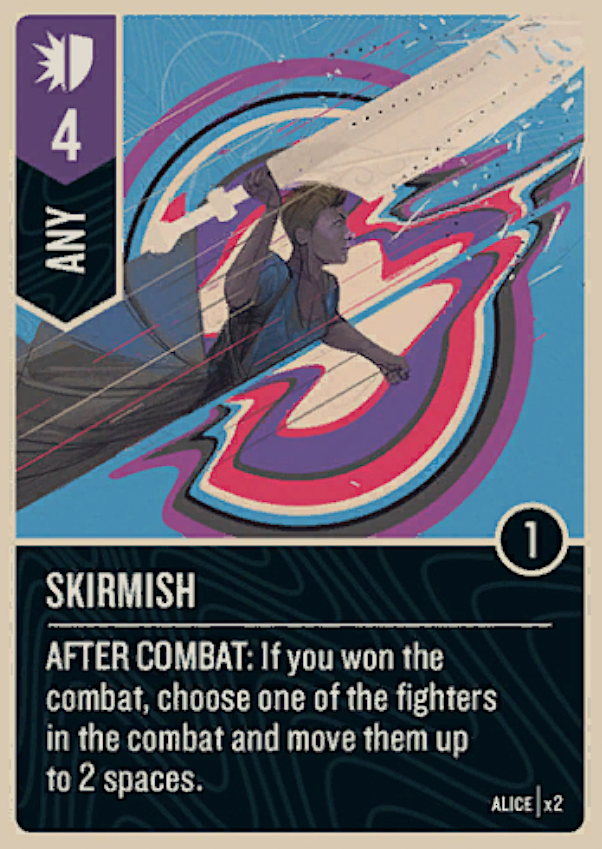 4
ANY
1
SKIRMISH
AFTER COMBAT: If you won the
combat, choose one of the fighters
in the combat and move them up
to 2 spaces.
ALICE | x2